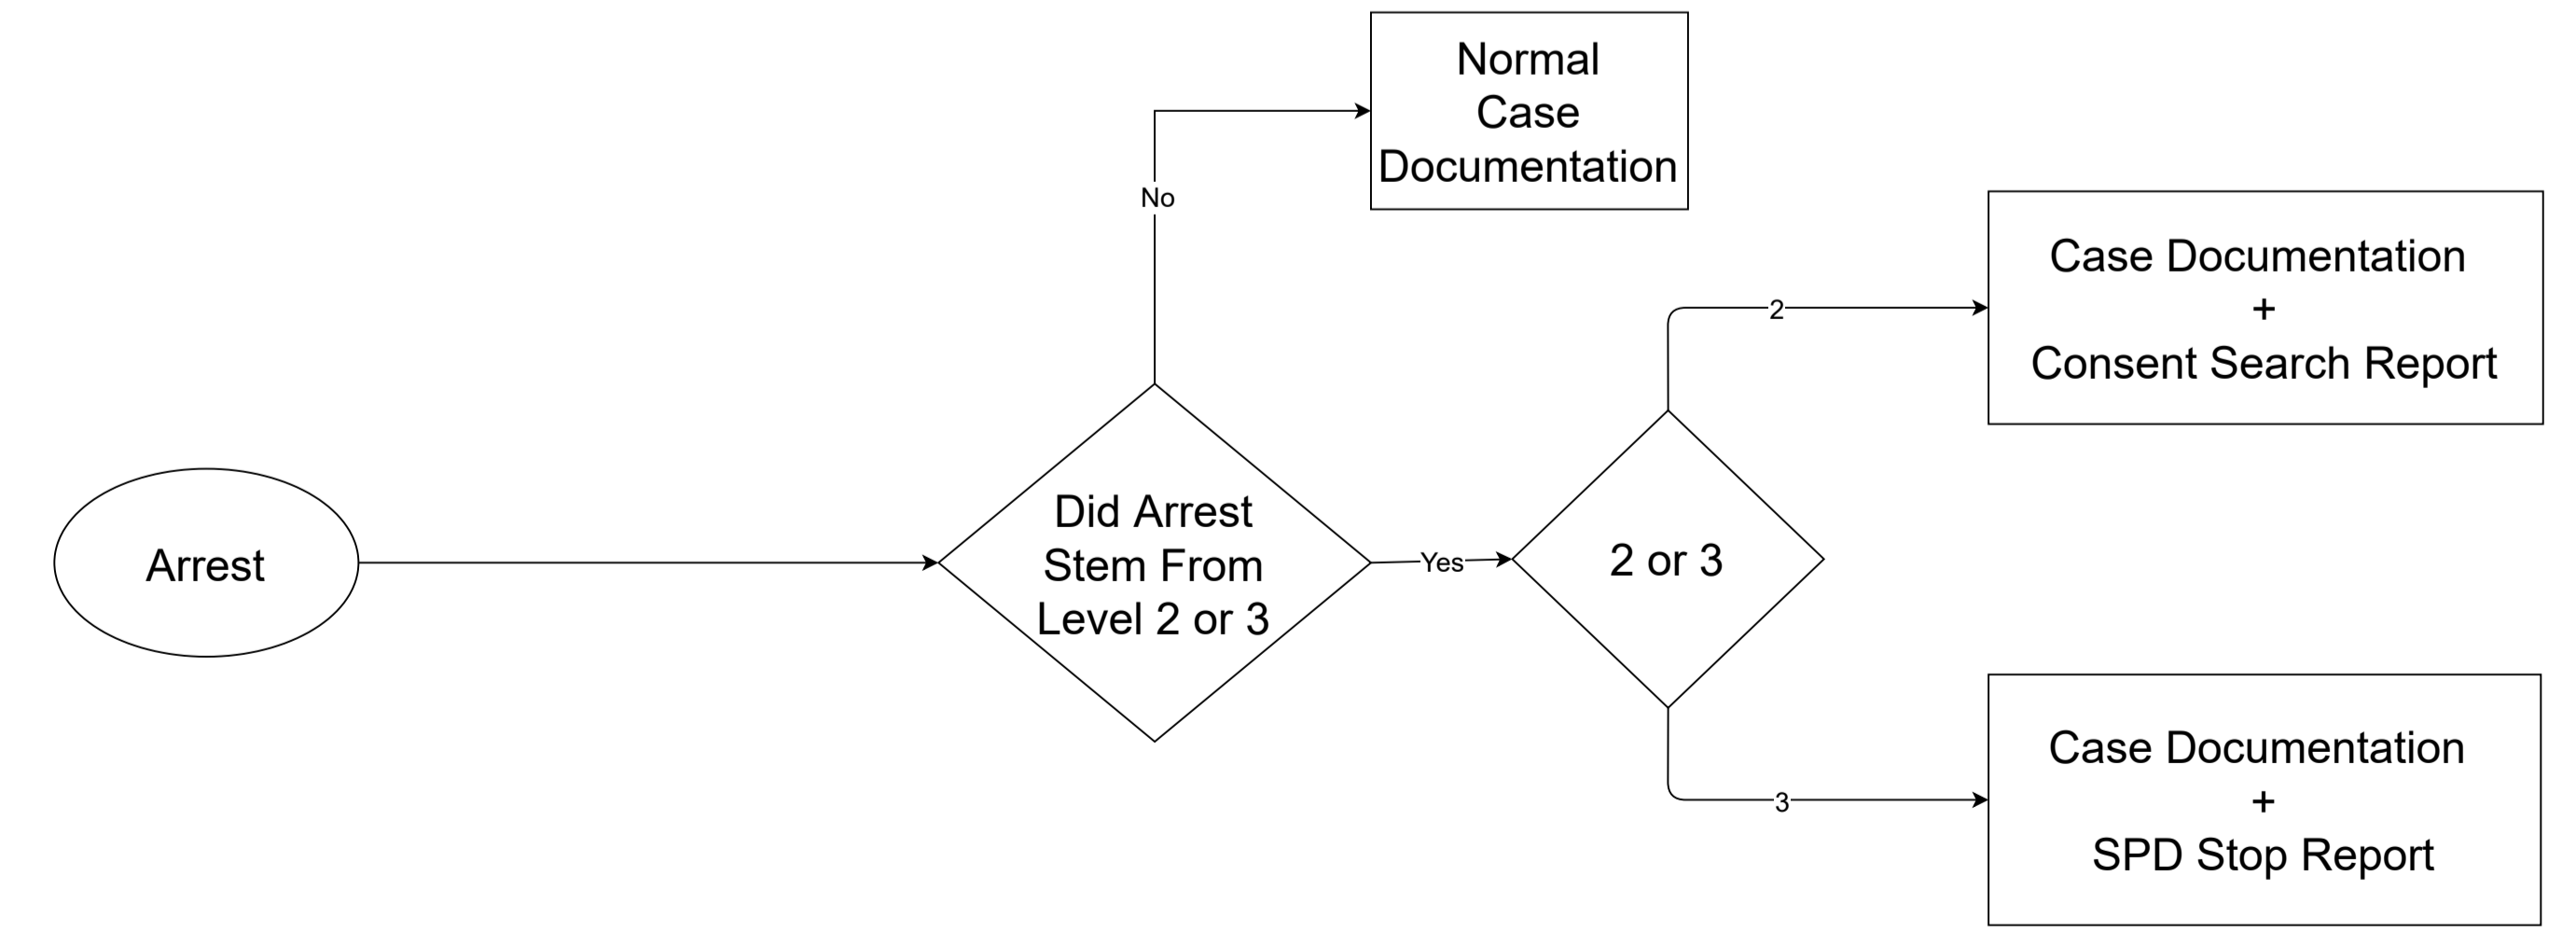 Arrest
Did Arrest
Stem From
Level 2 or 3
No
Normal
Case
Documentation
Yes
2 or 3
2
Case Documentation
+
Consent Search Report
3
Case Documentation
+
SPD Stop Report